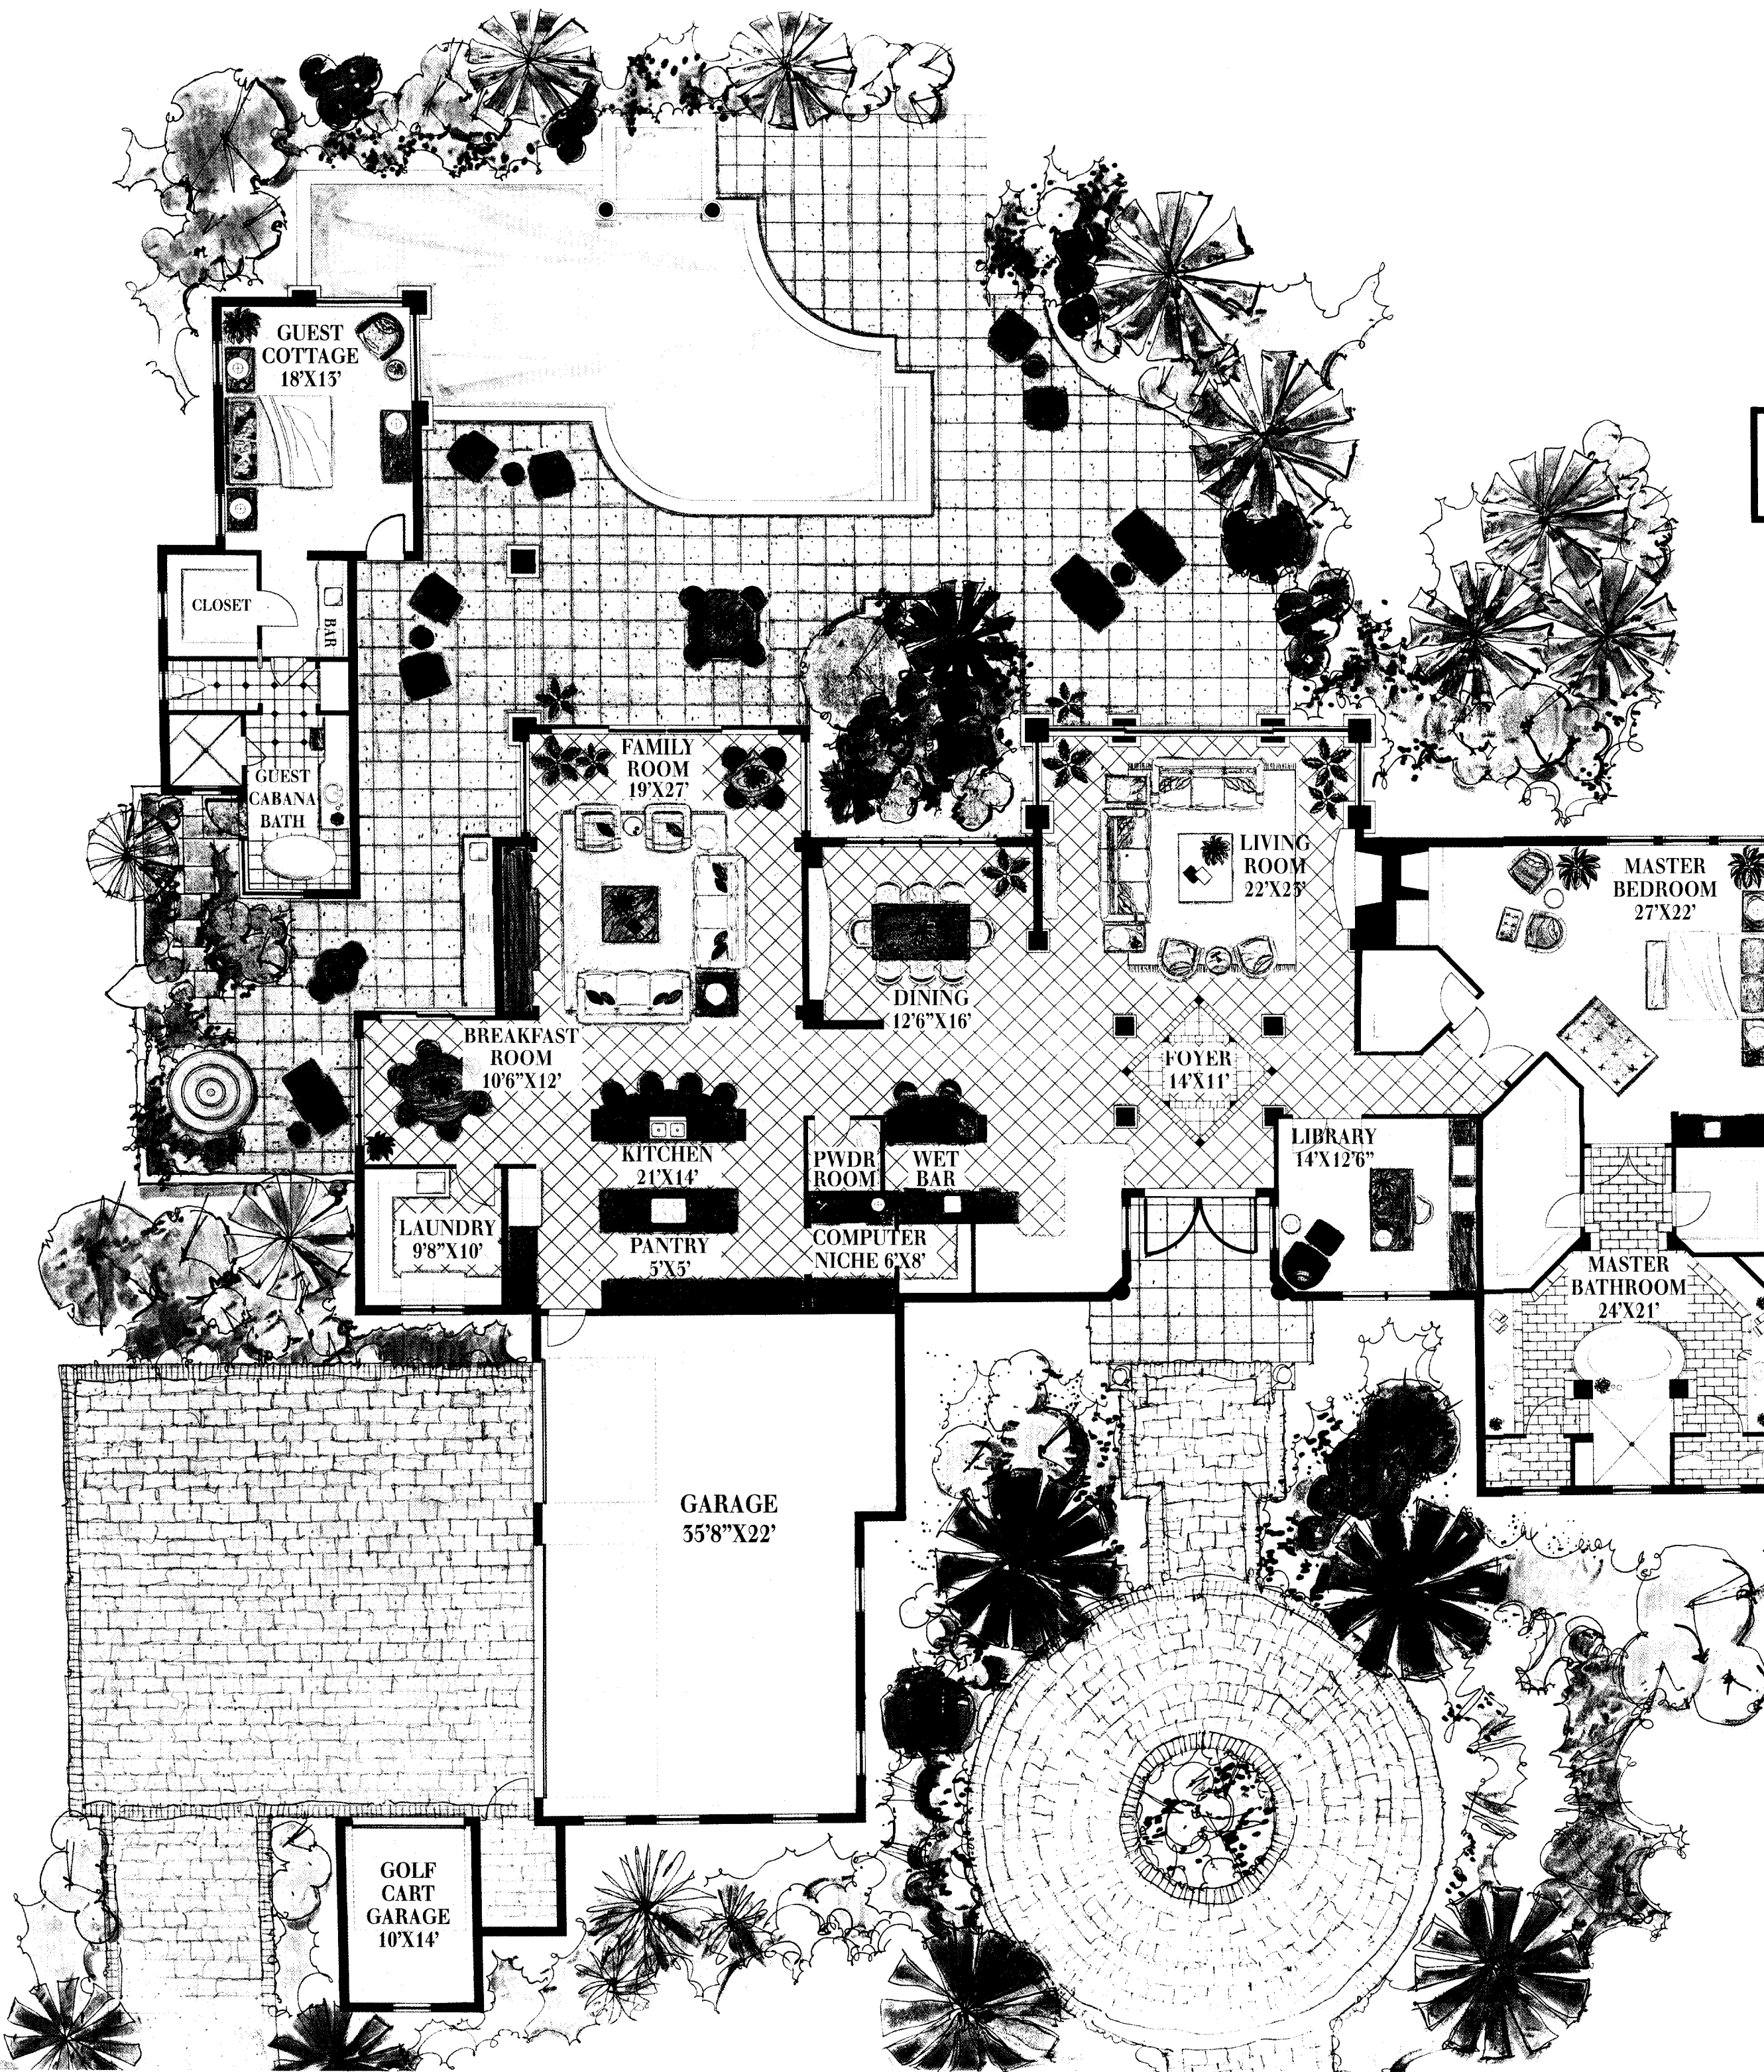 GUEST
COTTAGE
18'X13'
CLOSET
BAR
GUEST
CABANA
BATH
FAMILY
ROOM
19'X27'
LIVING
ROOM
22'X25'
MASTER
BEDROOM
27'X22'
DINING
12'6"X16'
BREAKFAST
ROOM
10'6"X12'
FOYER
14'X11'
KITCHEN
21'X14'
PWDR
ROOM
WET
BAR
LIBRARY
14'X12'6"
LAUNDRY
9'8"X10'
PANTRY
5'X5'
COMPUTER
NICHE 6'X8'
MASTER
BATHROOM
24'X21'
GARAGE
35'8"X22'
GOLF
CART
GARAGE
10'X14'